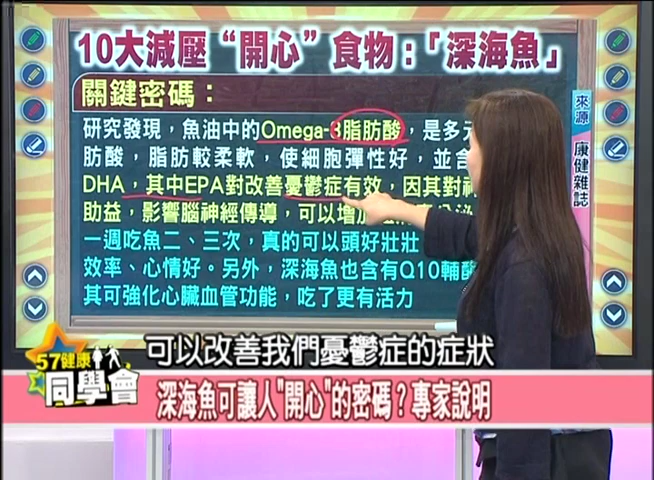 10大減壓“開心”食物：「深海魚」
關鍵密碼：
研究發現，魚油中的Omega-3脂肪酸，是多元
肪酸，脂肪較柔軟，使細胞彈性好，並含
DHA，其中EPA對改善憂鬱症有效，因其對神
助益，影響腦神經傳導，可以增加
一週吃魚二、三次，真的可以頭好壯壯
效率、心情好。另外，深海魚也含有Q10輔酶
其可強化心臟血管功能，吃了更有活力
來源
康健雜誌
可以改善我們憂鬱症的症狀
57健康
同學會
深海魚可讓人"開心"的密碼？專家說明